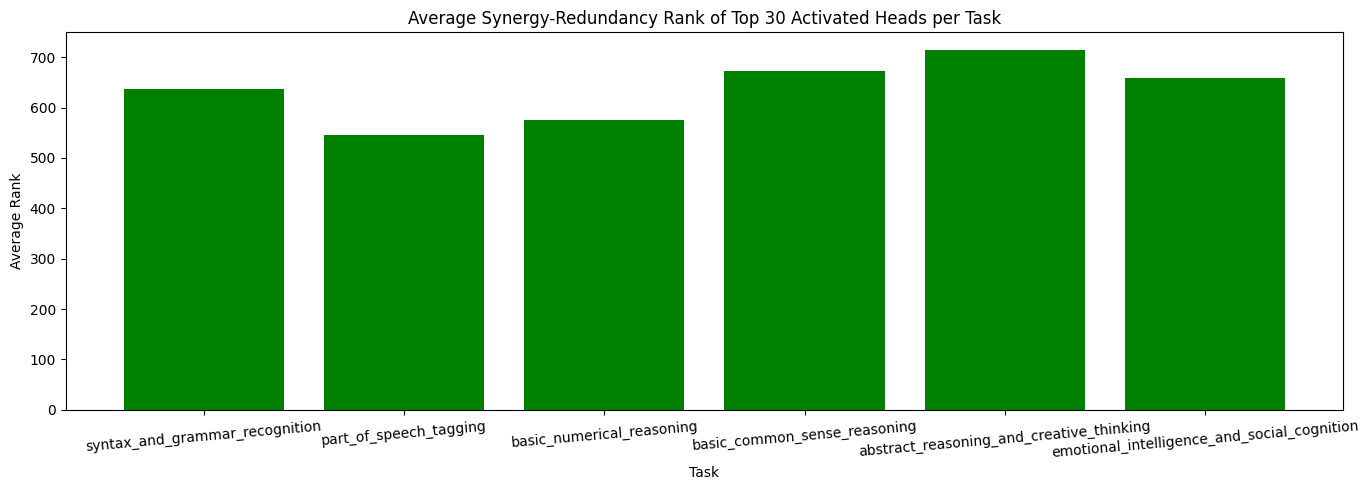 Average Synergy-Redundancy Rank of Top 30 Activated Heads per Task
Average Rank
700
600
500
400
300
200
100
0
syntax_and_grammar_recognition
part_of_speech_tagging
basic_numerical_reasoning
basic_common_sense_reasoning
abstract_reasoning_and_creative_thinking
emotional_intelligence_and_social_cognition
Task